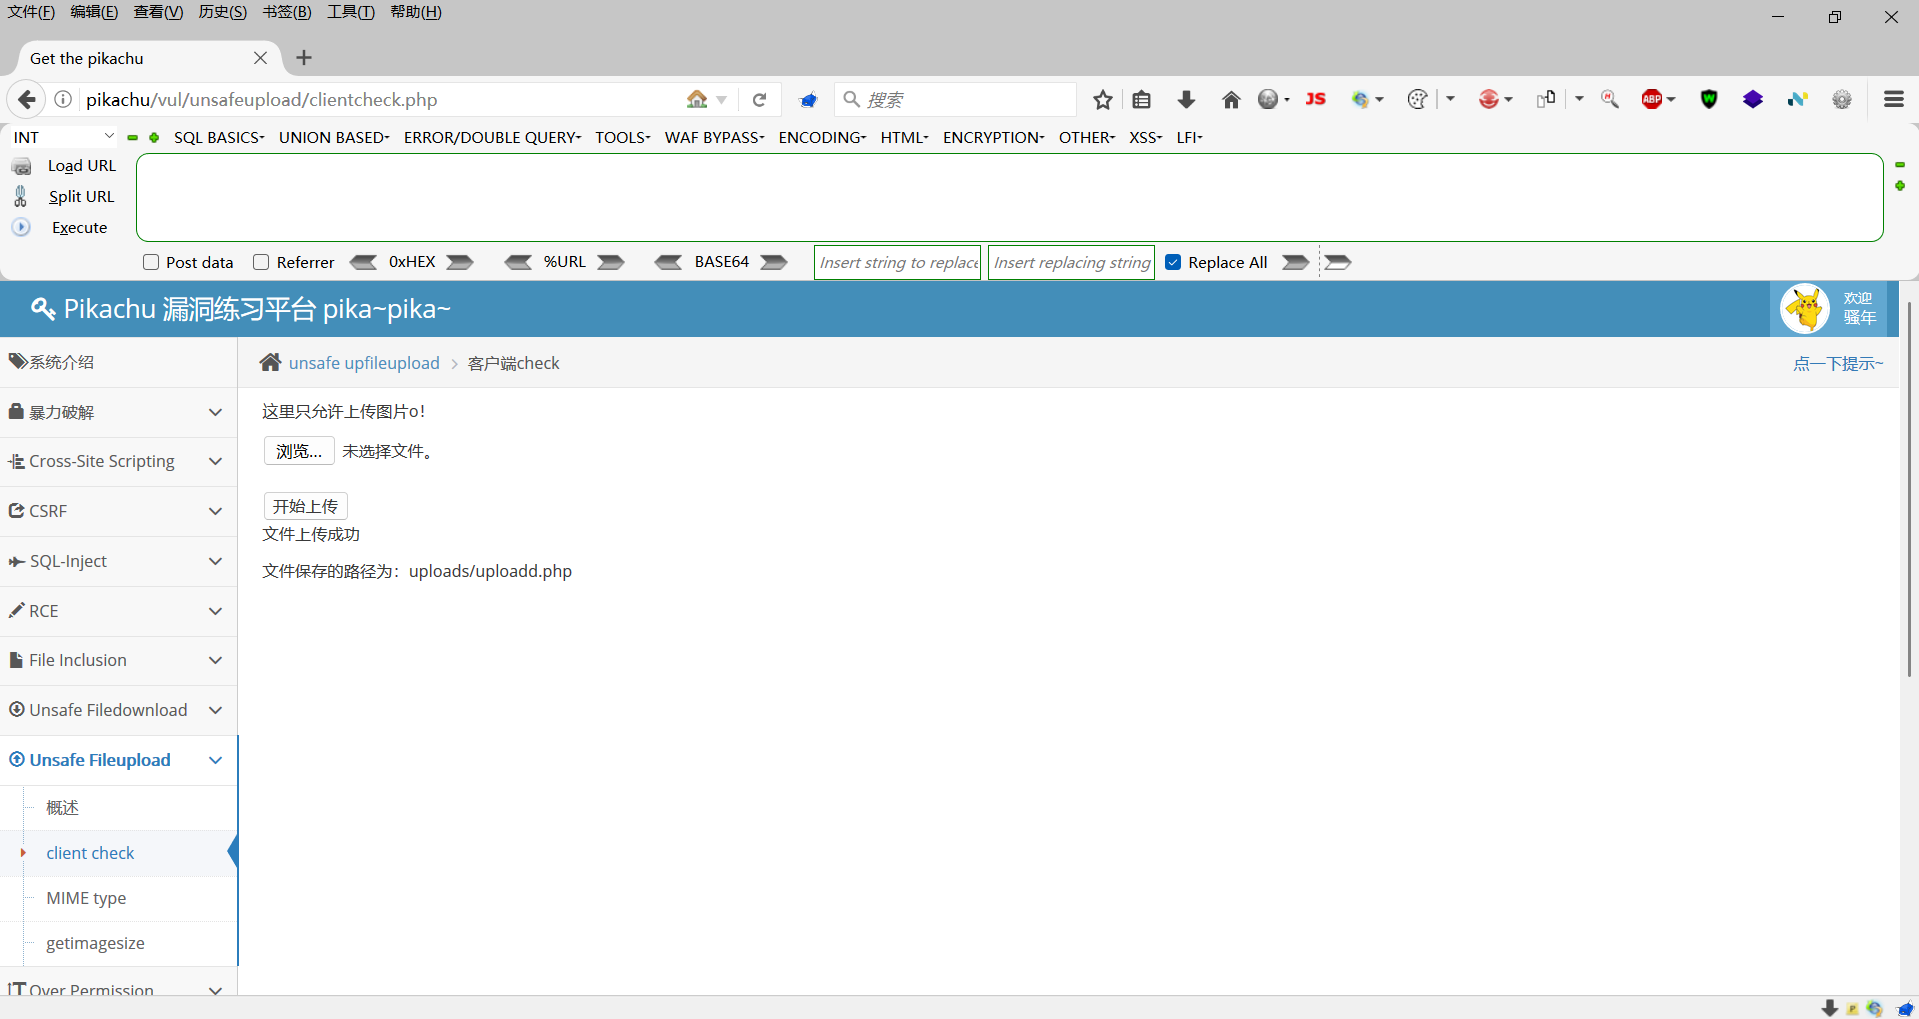 文件(F) 编辑(E) 查看(V) 历史(S) 书签(B) 工具(T) 帮助(H)
Get the pikachu
pikachu/vul/unsafeupload/clientcheck.php
搜索
JS
ABP
INT
SQL BASICS
UNION BASED
ERROR/DOUBLE QUERY
TOOLS
WAF BYPASS
ENCODING
HTML
ENCRYPTION
OTHER
XSS
LFI
Load URL
Split URL
Execute
Post data
Referrer
0xHEX
%URL
BASE64
Insert string to replace
Insert replacing string
Replace All
Pikachu 漏洞练习平台 pika~pika~
欢迎
骚年
系统介绍
暴力破解
Cross-Site Scripting
CSRF
SQL-Inject
RCE
File Inclusion
Unsafe Filedownload
Unsafe Fileupload
概述
client check
MIME type
getimagesize
Over Permission
unsafe upfileupload
客户端check
点一下提示~
这里只允许上传图片o！
浏览... 未选择文件。
开始上传
文件上传成功
文件保存的路径为：uploads/uploadd.php